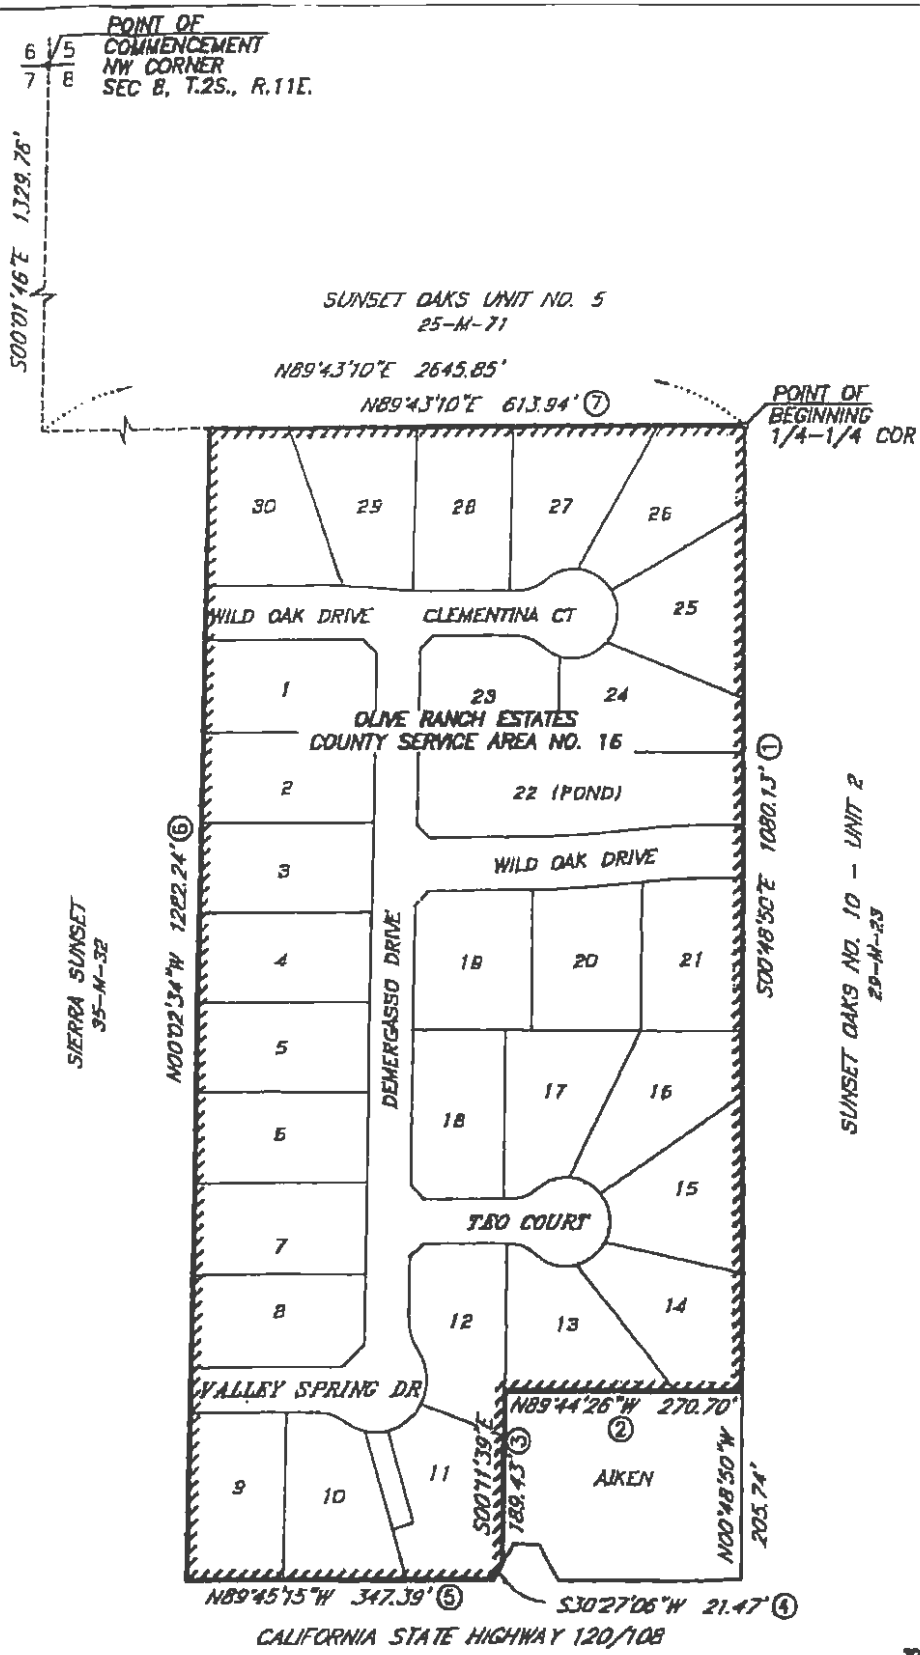 POINT OF
COMMENCEMENT
NW CORNER
SEC 8, T.2S., R.11E.
6 5
7 8
S00°01'46"E 1329.76'
SUNSET OAKS UNIT NO. 5
25-M-71
N89°43'10"E 2645.85'
N89°43'10"E 613.94' 7
POINT OF
BEGINNING
1/4-1/4 COR
30
29
28
27
26
25
WILD OAK DRIVE
CLEMENTINA CT
1
23
24
OLIVE RANCH ESTATES
COUNTY SERVICE AREA NO. 16
2
22 (POND)
S00°48'50"E 1080.13' 1
SUNSET OAKS NO. 10 - UNIT 2
29-M-23
N00°02'34"W 1282.24' 6
SIERRA SUNSET
35-M-32
WILD OAK DRIVE
3
DEMERGASSO DRIVE
4
19
20
21
5
6
18
17
16
15
TEO COURT
7
8
12
13
14
VALLEY SPRING DR
N89°44'26"W 270.70'
2
S00°11'39"E
189.43' 3
AIKEN
N00°48'50"W
205.74'
9
10
11
N89°45'15"W 347.39' 5
S30°27'06"W 21.47' 4
CALIFORNIA STATE HIGHWAY 120/108